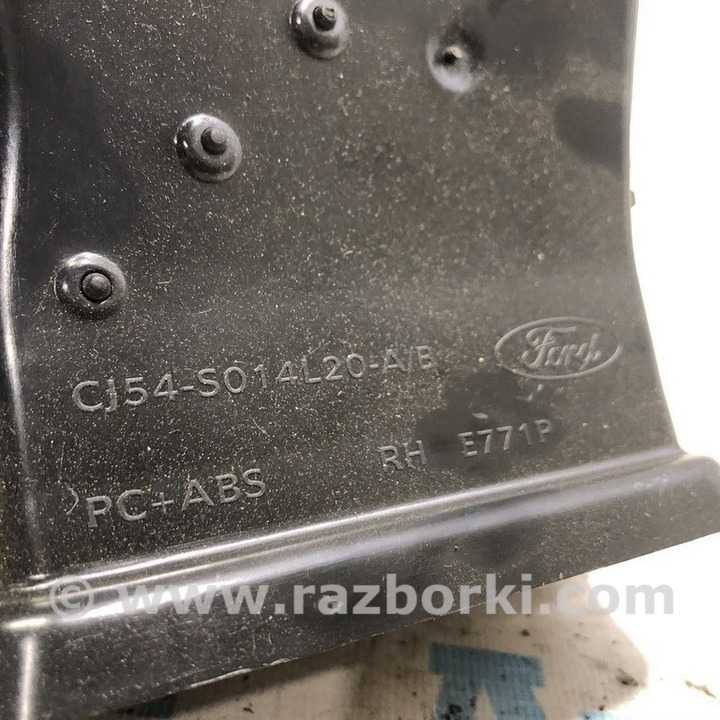 CJ54-S014L20-A/B
Ford
RH E771P
>PC+ABS
© www.razborki.com